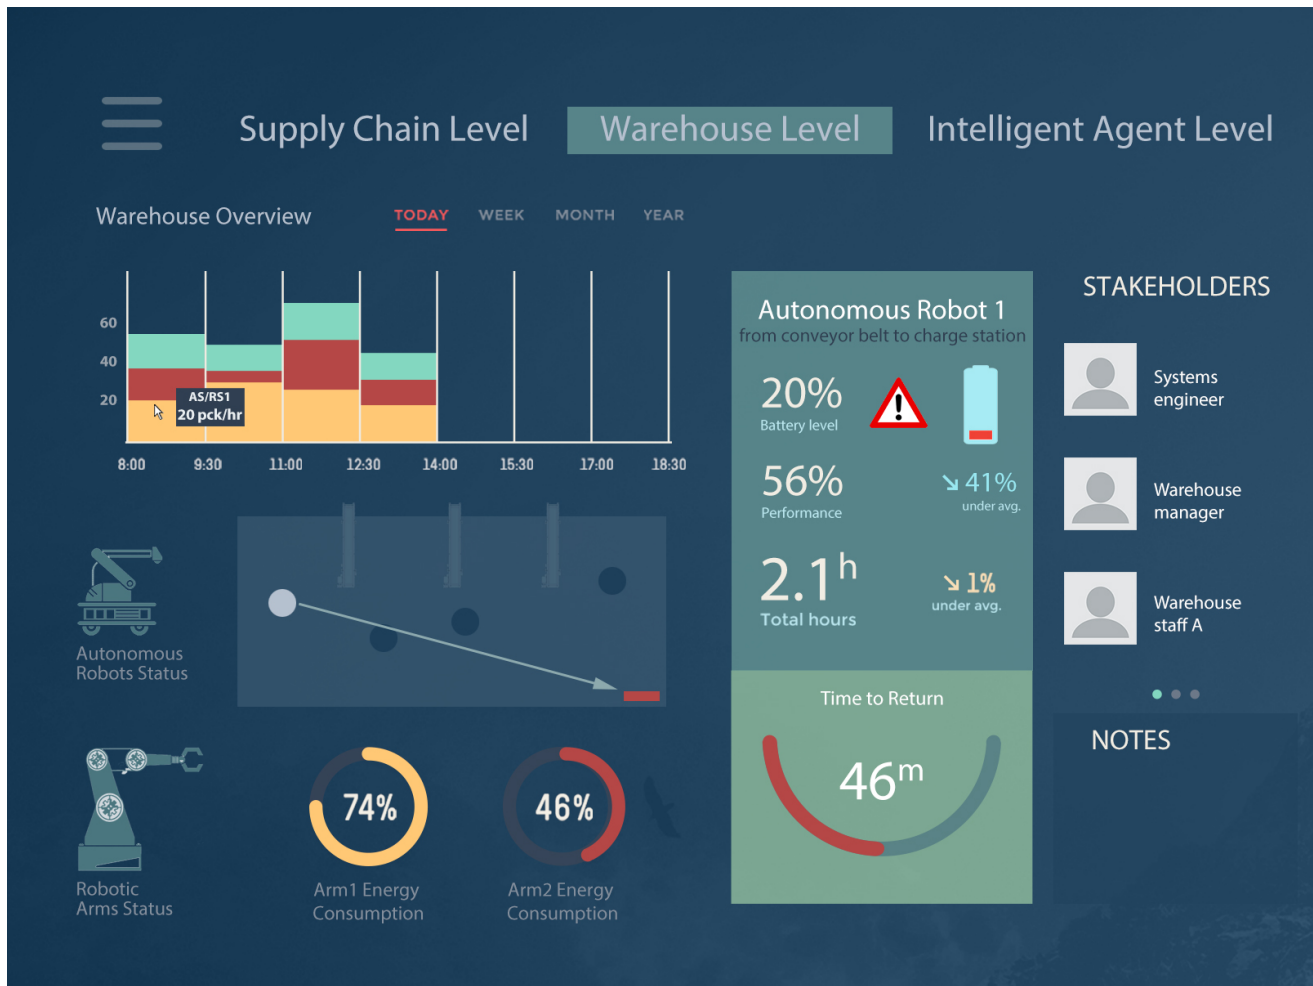 Supply Chain Level
Warehouse Level
Intelligent Agent Level
Warehouse Overview
TODAY
WEEK
MONTH
YEAR
60
40
20
AS/RS1
20 pck/hr
8:00
9:30
11:00
12:30
14:00
15:30
17:00
18:30
Autonomous
Robots Status
Robotic
Arms Status
74%
Arm1 Energy
Consumption
46%
Arm2 Energy
Consumption
Autonomous Robot 1
from conveyor belt to charge station
20%
Battery level
!
56%
Performance
↘ 41%
under avg.
2.1h
Total hours
↘ 1%
under avg.
Time to Return
46m
STAKEHOLDERS
Systems
engineer
Warehouse
manager
Warehouse
staff A
NOTES